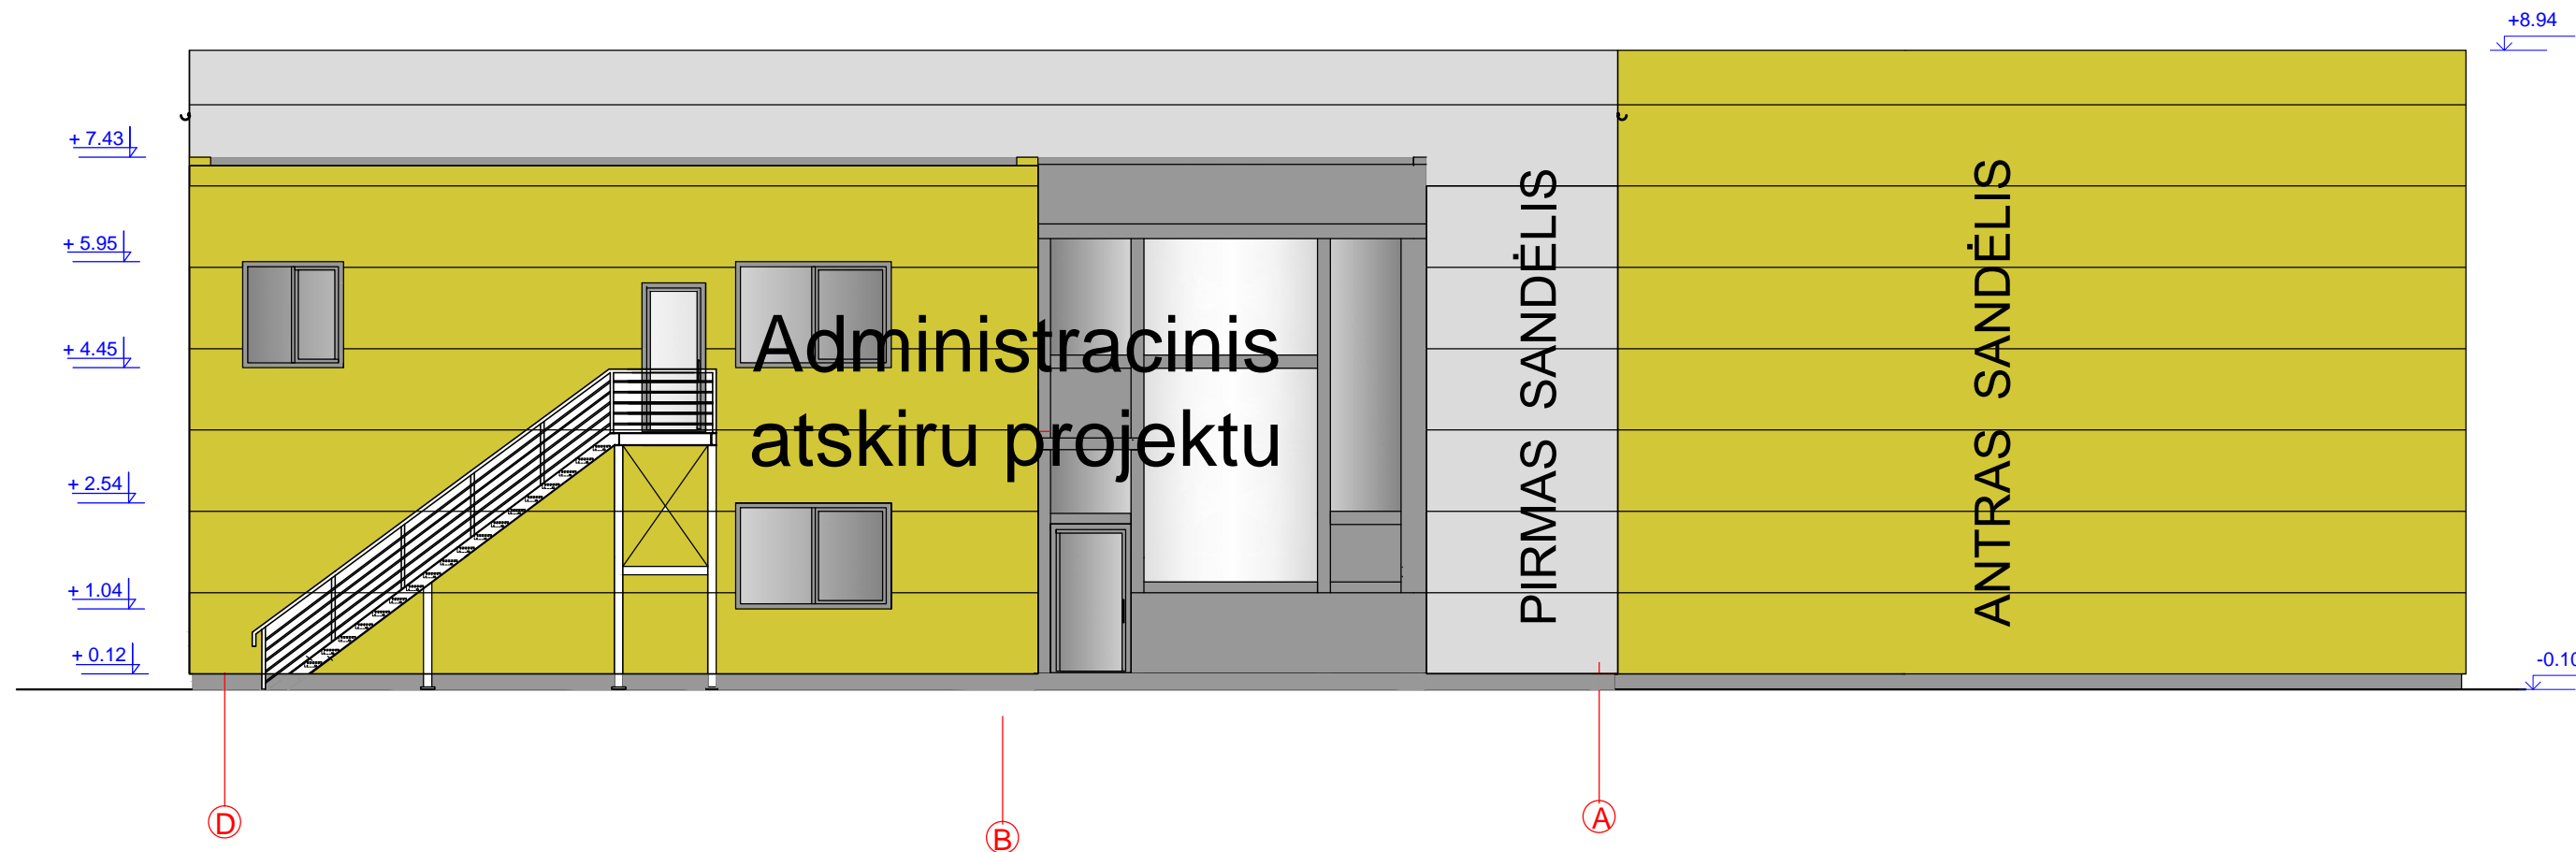 +8.94
+ 7.43
+ 5.95
+ 4.45
+ 2.54
+ 1.04
+ 0.12
Administracinis
atskiru projektu
PIRMAS SANDĖLIS
ANTRAS SANDĖLIS
-0.10
D
B
A